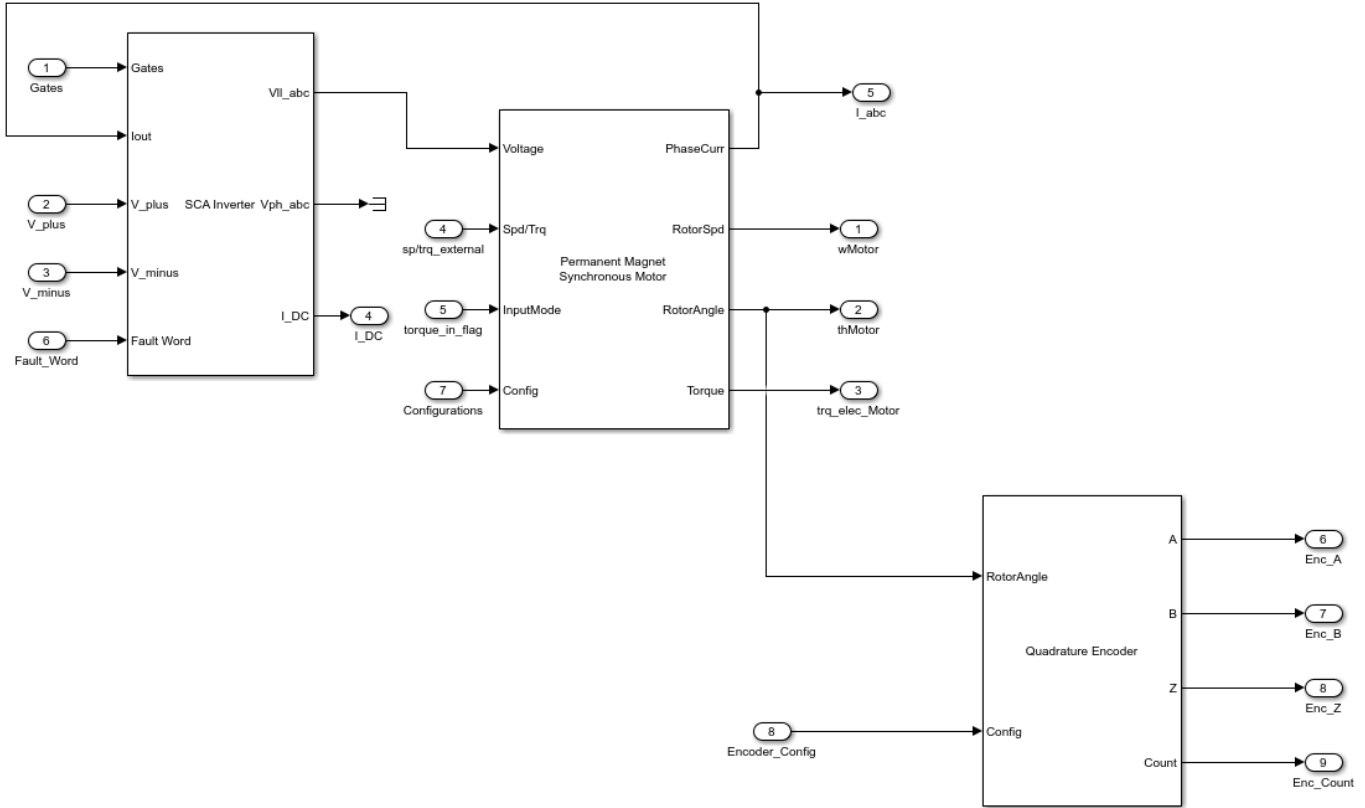 1
Gates
Gates
Iout
2
V_plus
V_plus
3
V_minus
V_minus
6
Fault_Word
Fault Word
Vll_abc
SCA Inverter
Vph_abc
I_DC
4
I_DC
Voltage
4
sp/trq_external
Spd/Trq
5
torque_in_flag
InputMode
7
Configurations
Config
Permanent Magnet
Synchronous Motor
PhaseCurr
RotorSpd
RotorAngle
Torque
5
I_abc
1
wMotor
2
thMotor
3
trq_elec_Motor
RotorAngle
8
Encoder_Config
Config
Quadrature Encoder
A
B
Z
Count
6
Enc_A
7
Enc_B
8
Enc_Z
9
Enc_Count